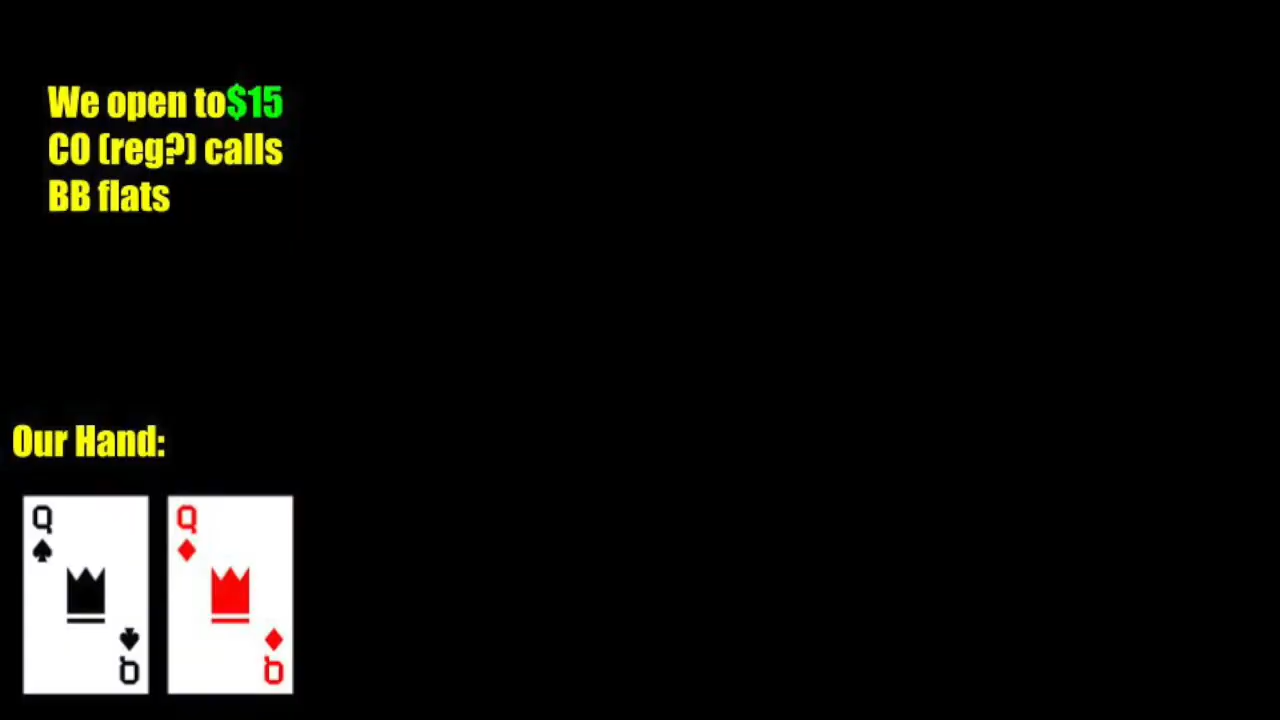 We open to$15
CO (reg?) calls
BB flats
Our Hand:
Q Q
Q Q